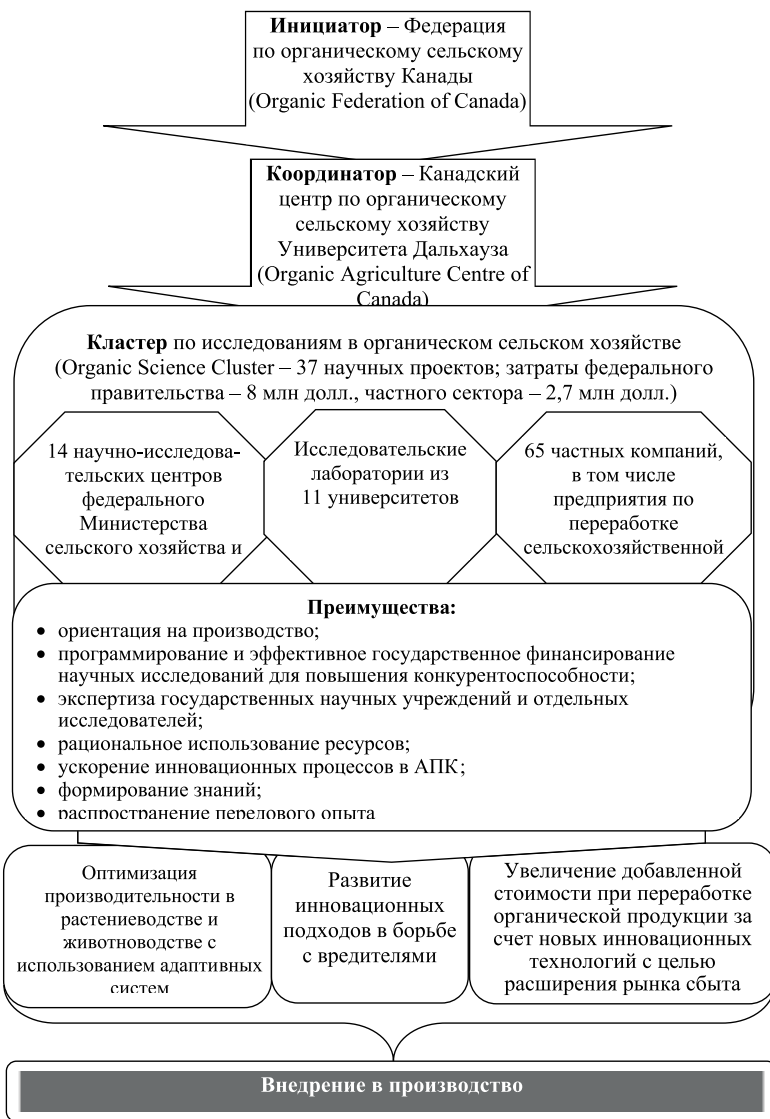 Инициатор – Федерация
по органическому сельскому
хозяйству Канады
(Organic Federation of Canada)
Координатор – Канадский
центр по органическому
сельскому хозяйству
Университета Дальхауза
(Organic Agriculture Centre of
Canada)
Кластер по исследованиям в органическом сельском хозяйстве
(Organic Science Cluster – 37 научных проектов; затраты федерального
правительства – 8 млн долл., частного сектора – 2,7 млн долл.)
14 научно-исследова-
тельских центров
федерального
Министерства
сельского хозяйства и
Исследовательские
лаборатории из
11 университетов
65 частных компаний,
в том числе
предприятия по
переработке
сельскохозяйственной
Преимущества:
• ориентация на производство;
• программирование и эффективное государственное финансирование
научных исследований для повышения конкурентоспособности;
• экспертиза государственных научных учреждений и отдельных
исследователей;
• рациональное использование ресурсов;
• ускорение инновационных процессов в АПК;
• формирование знаний;
• распространение передового опыта
Оптимизация
производительности в
растениеводстве и
животноводстве с
использованием адаптивных
систем
Развитие
инновационных
подходов в борьбе
с вредителями
Увеличение добавленной
стоимости при переработке
органической продукции за
счет новых инновационных
технологий с целью
расширения рынка сбыта
Внедрение в производство